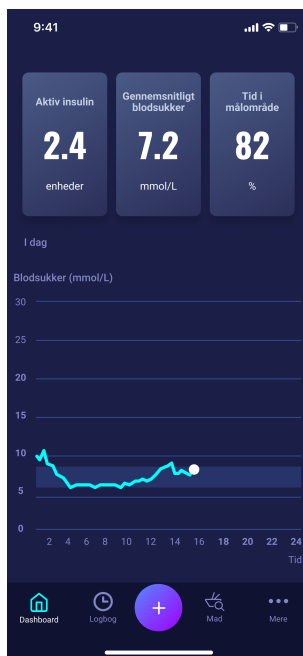 9:41
Aktiv insulin
2.4
enheder
Gennemsnitligt
blodsukker
7.2
mmol/L
Tid i
målområde
82
%
I dag
Blodsukker (mmol/L)
30
25
20
15
10
5
0
2 4 6 8 10 12 14 16 18 20 22 24
Tid
Dashboard
Logbog
+
Mad
Mere